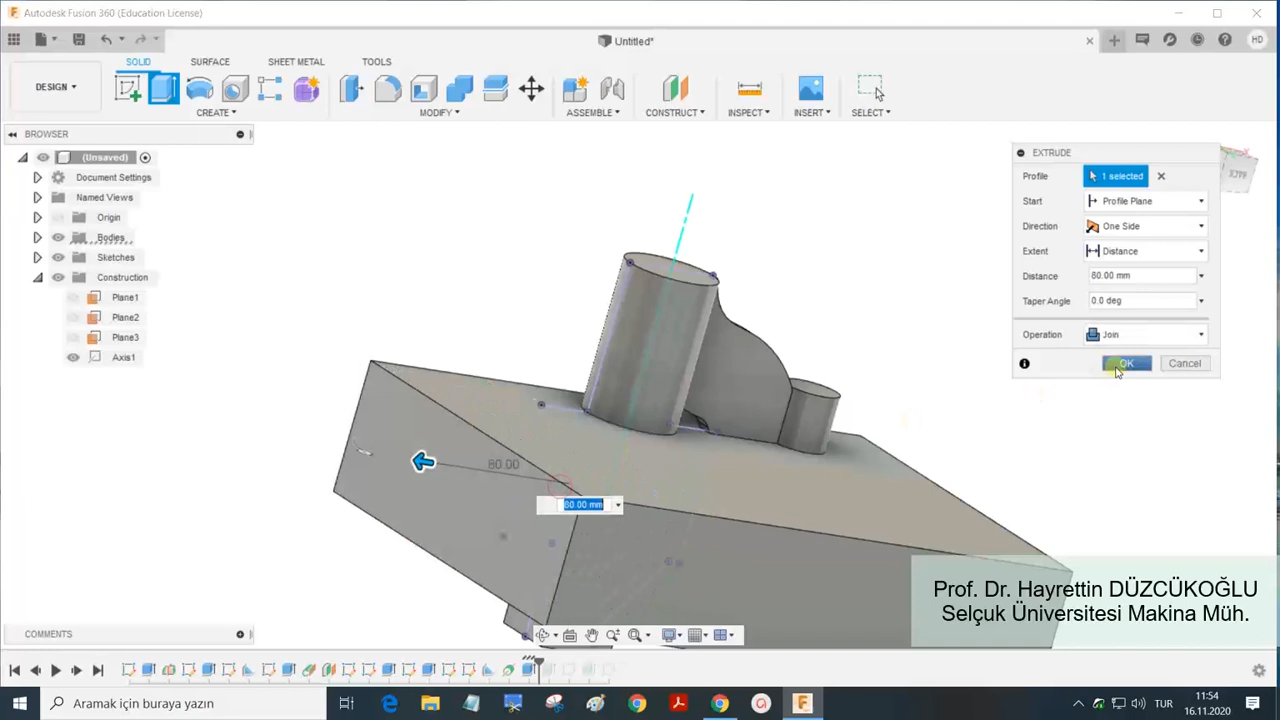 Autodesk Fusion 360 (Education License)
Untitled*
HD
SOLID SURFACE SHEET METAL TOOLS
DESIGN
CREATE MODIFY ASSEMBLE CONSTRUCT INSPECT INSERT SELECT
BROWSER
(Unsaved)
Document Settings
Named Views
Origin
Bodies
Sketches
Construction
Plane1
Plane2
Plane3
Axis1
EXTRUDE
Profile 1 selected
Start Profile Plane
Direction One Side
Extent Distance
Distance 80.00 mm
Taper Angle 0.0 deg
Operation Join
OK Cancel
80.00
80.00 mm
Prof. Dr. Hayrettin DÜZCÜKOĞLU
Selçuk Üniversitesi Makina Müh.
COMMENTS
Aramak için buraya yazın
TUR
11:54
16.11.2020